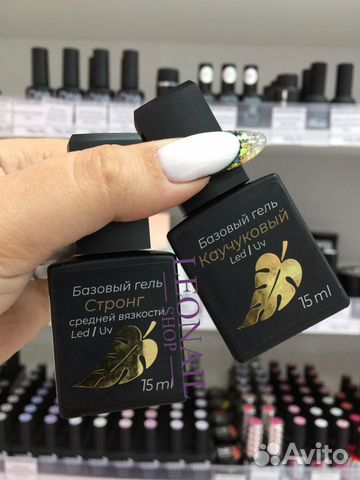 Базовый гель
Стронг
средней вязкости
Led / Uv
15 ml
Базовый гель
Каучуковый
Led / Uv
15 ml
LEONAIL
SHOP
Avito